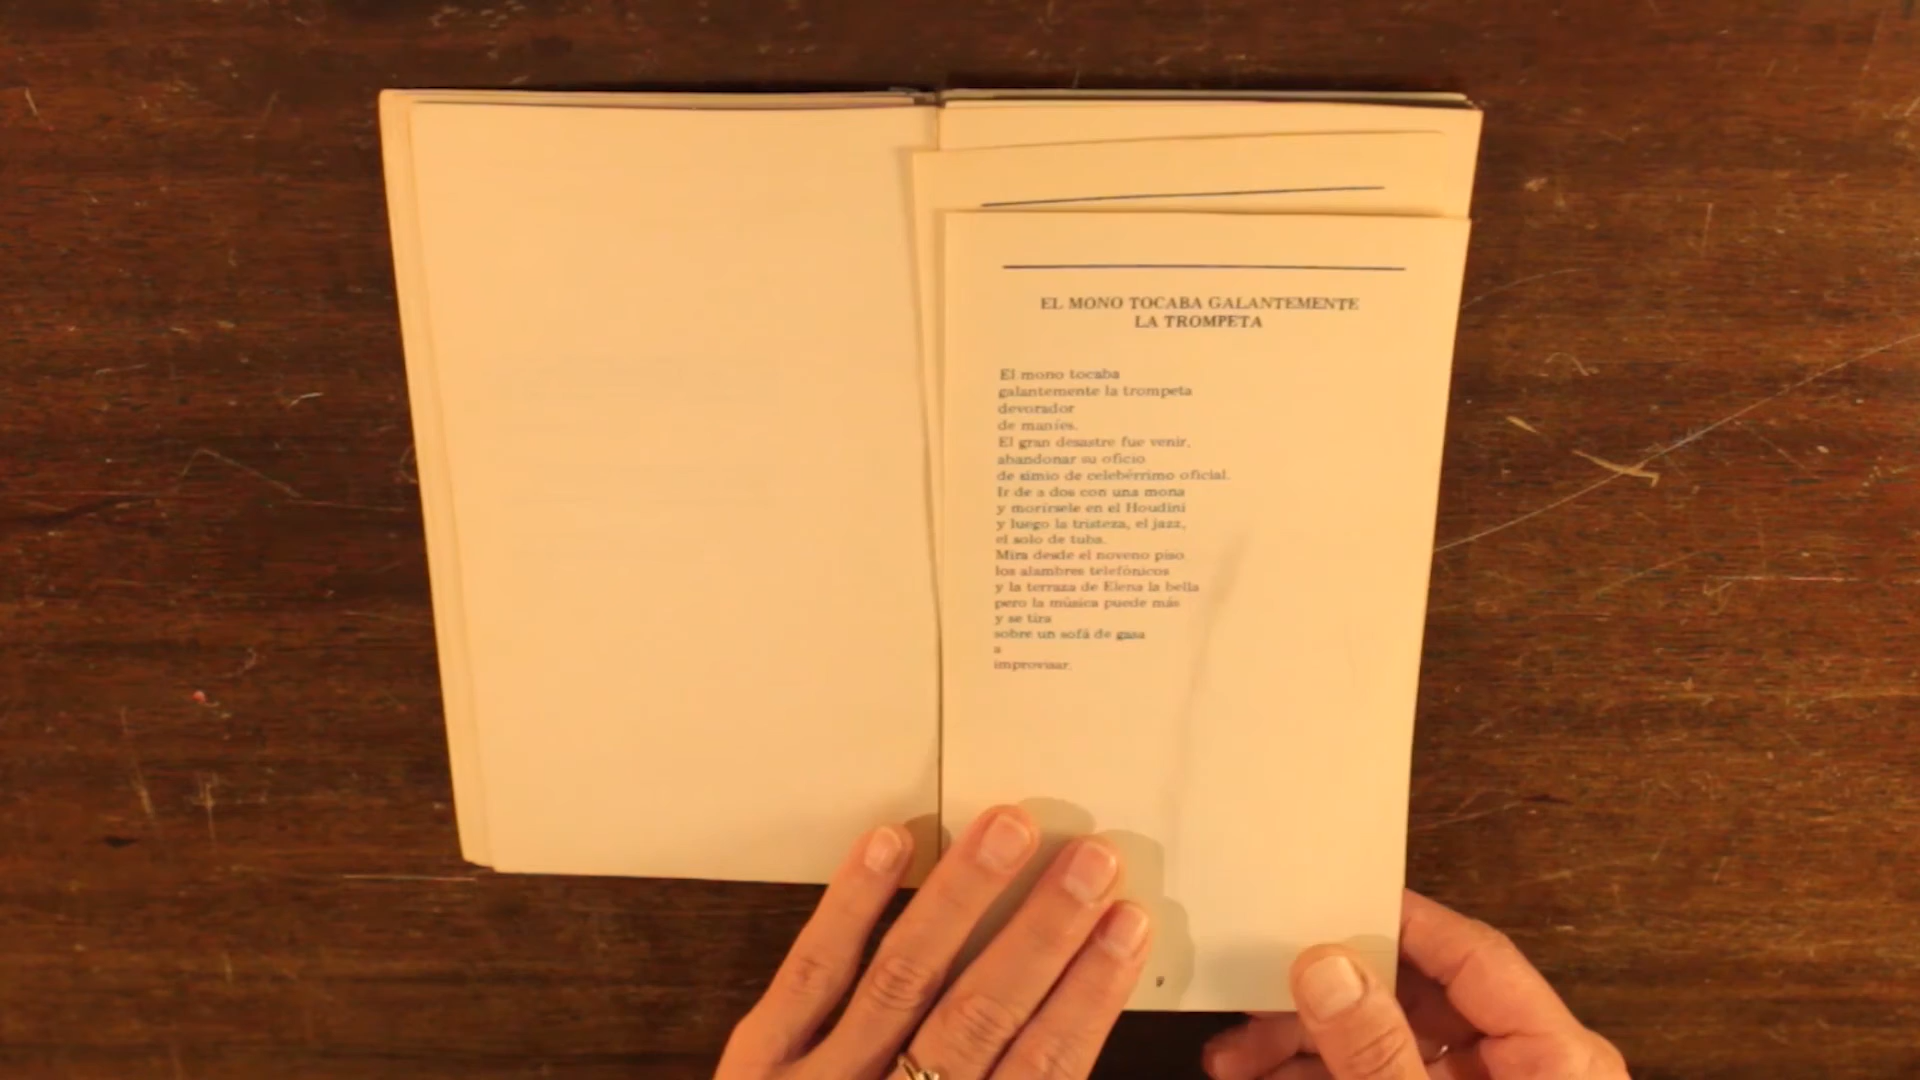 EL MONO TOCABA GALANTEMENTE
LA TROMPETA
El mono tocaba
galantemente la trompeta
devorador
de maníes.
El gran desastre fue venir,
abandonar su oficio
de simio de celebérrimo oficial.
Ir de a dos con una mona
y morírsele en el Houdini
y luego la tristeza, el jazz,
el solo de tuba.
Mira desde el noveno piso
los alambres telefónicos
y la terraza de Elena la bella
pero la música puede más
y se tira
sobre un sofá de gasa
a
improvisar.